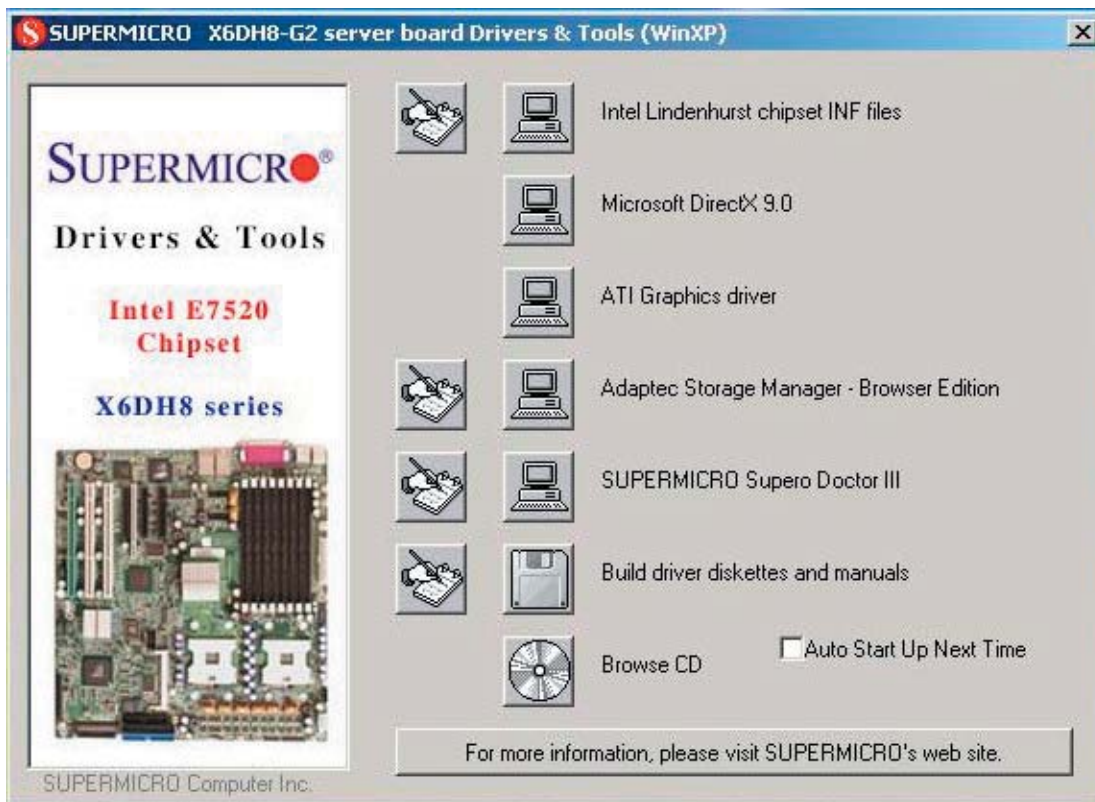 SUPERMICRO X6DH8-G2 server board Drivers & Tools (WinXP)
SUPERMICRO®
Drivers & Tools
Intel E7520
Chipset
X6DH8 series
SUPERMICRO Computer Inc.
Intel Lindenhurst chipset INF files
Microsoft DirectX 9.0
ATI Graphics driver
Adaptec Storage Manager - Browser Edition
SUPERMICRO Supero Doctor III
Build driver diskettes and manuals
Browse CD
Auto Start Up Next Time
For more information, please visit SUPERMICRO's web site.